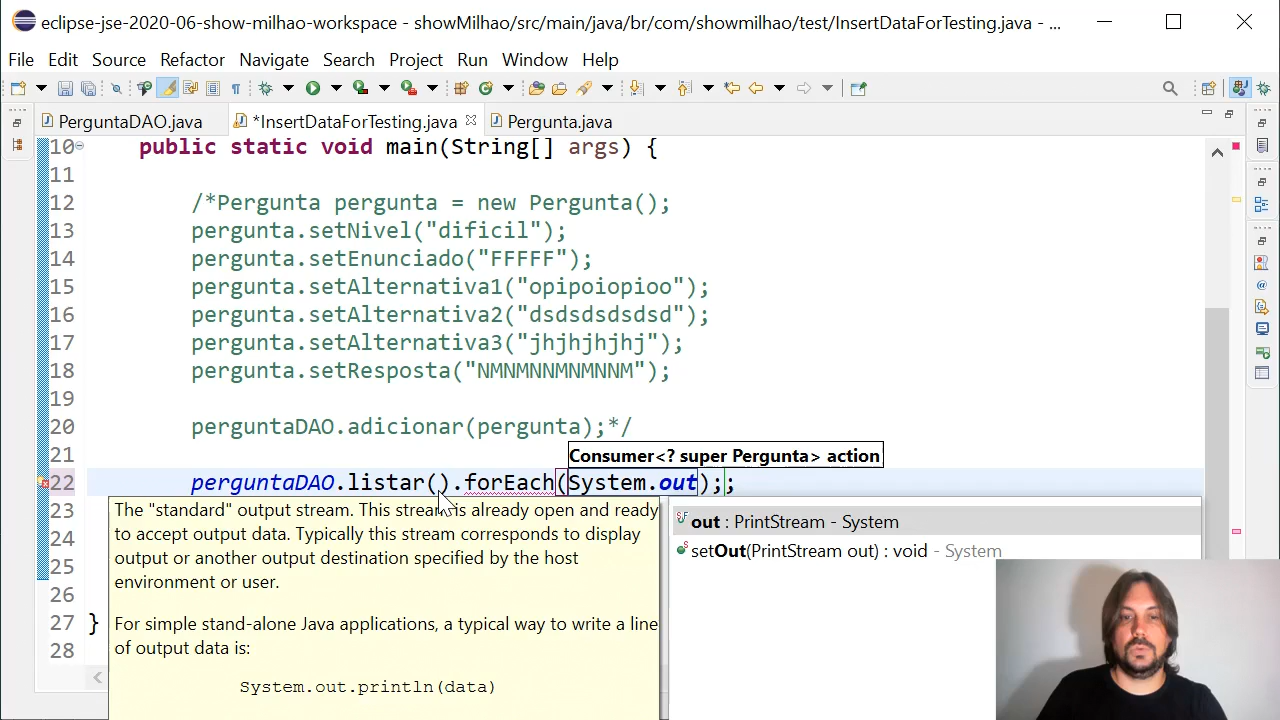 eclipse-jse-2020-06-show-milhao-workspace - showMilhao/src/main/java/br/com/showmilhao/test/InsertDataForTesting.java - ...
File Edit Source Refactor Navigate Search Project Run Window Help
PerguntaDAO.java *InsertDataForTesting.java Pergunta.java
10 public static void main(String[] args) {
11
12 /*Pergunta pergunta = new Pergunta();
13 pergunta.setNivel("dificil");
14 pergunta.setEnunciado("FFFFF");
15 pergunta.setAlternativa1("opipoiopioo");
16 pergunta.setAlternativa2("dsdsdsdsdsd");
17 pergunta.setAlternativa3("jhjhjhjhj");
18 pergunta.setResposta("NMNMNNMNMNNM");
19
20 perguntaDAO.adicionar(pergunta);*/
21
Consumer<? super Pergunta> action
22 perguntaDAO.listar().forEach(System.out);;
23
24
25
26
27 }
28
The "standard" output stream. This stream is already open and ready
to accept output data. Typically this stream corresponds to display
output or another output destination specified by the host
environment or user.
For simple stand-alone Java applications, a typical way to write a line
of output data is:
System.out.println(data)
out : PrintStream - System
setOut(PrintStream out) : void - System